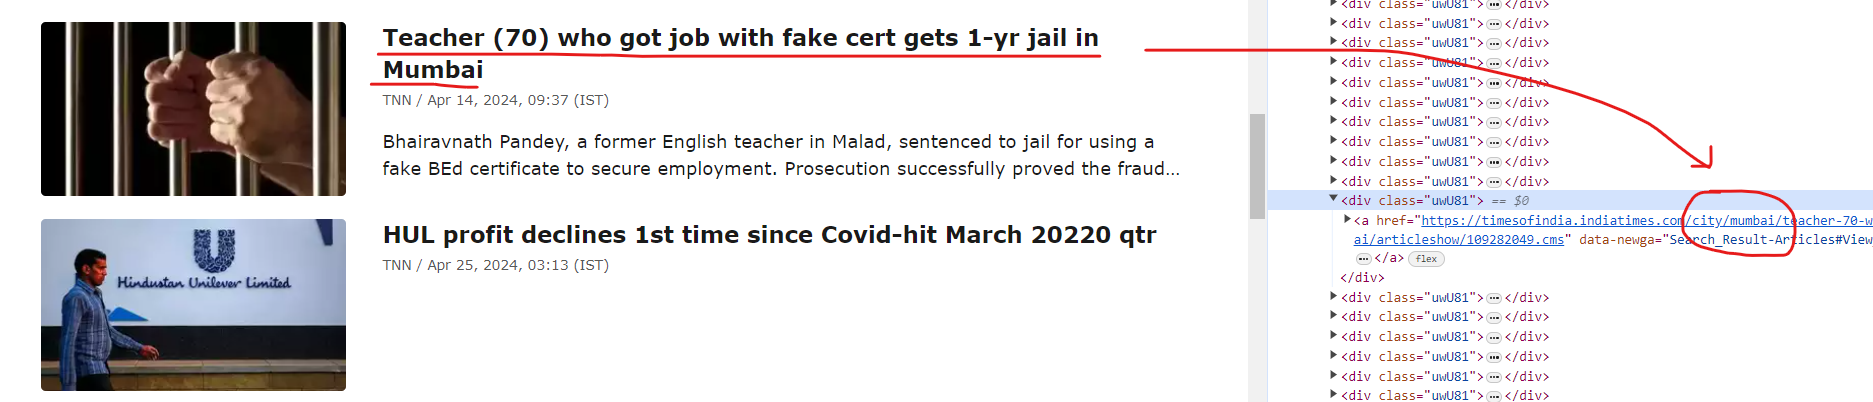 Teacher (70) who got job with fake cert gets 1-yr jail in
Mumbai
TNN / Apr 14, 2024, 09:37 (IST)
Bhairavnath Pandey, a former English teacher in Malad, sentenced to jail for using a
fake BEd certificate to secure employment. Prosecution successfully proved the fraud...
Hindustan Unilever Limited
HUL profit declines 1st time since Covid-hit March 20220 qtr
TNN / Apr 25, 2024, 03:13 (IST)
<div class="uwU81">…</div>
<div class="uwU81">…</div>
<div class="uwU81">…</div>
<div class="uwU81">…</div>
<div class="uwU81">…</div>
<div class="uwU81">…</div>
<div class="uwU81">…</div>
<div class="uwU81">…</div>
<div class="uwU81">…</div>
<div class="uwU81">…</div>
<div class="uwU81"> == $0
<a href="https://timesofindia.indiatimes.com/city/mumbai/teacher-70-w
ai/articleshow/109282049.cms" data-newga="Search_Result-Articles#View
… </a> flex
</div>
<div class="uwU81">…</div>
<div class="uwU81">…</div>
<div class="uwU81">…</div>
<div class="uwU81">…</div>
<div class="uwU81">…</div>
<div class="uwU81">…</div>